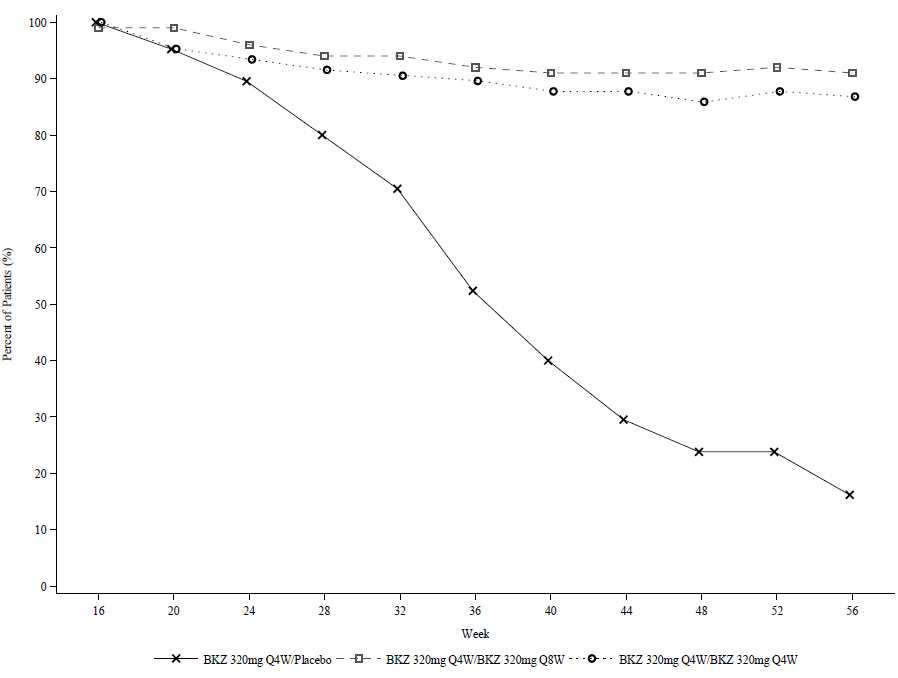 100
90
80
70
60
50
40
30
20
10
0
Percent of Patients (%)
16 20 24 28 32 36 40 44 48 52 56
Week
BKZ 320mg Q4W/Placebo BKZ 320mg Q4W/BKZ 320mg Q8W BKZ 320mg Q4W/BKZ 320mg Q4W